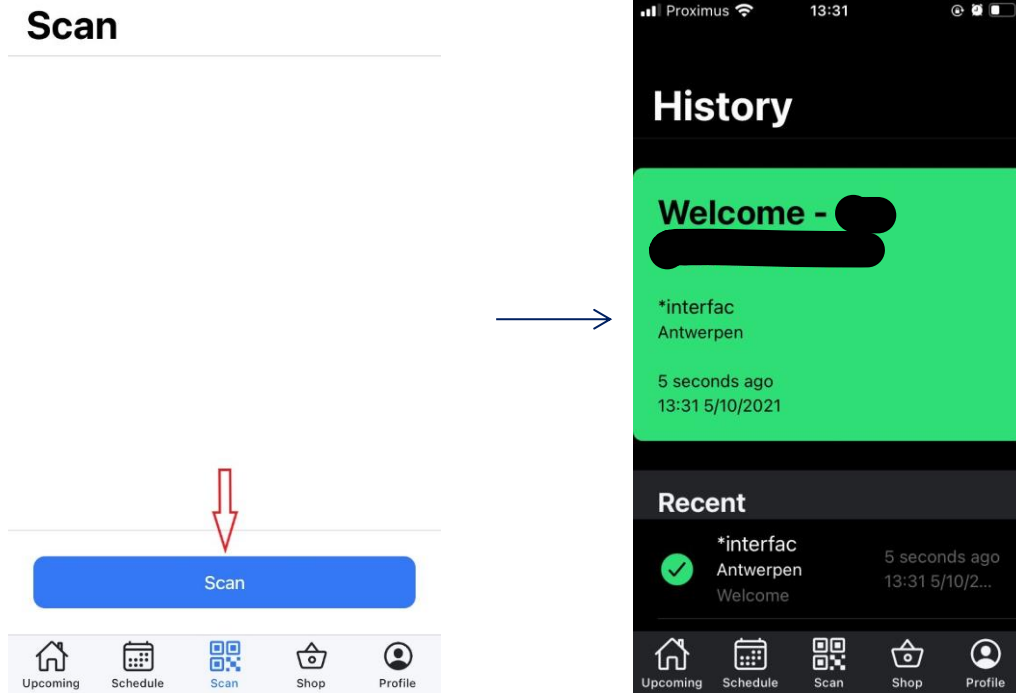 Scan
Scan
Upcoming Schedule Scan Shop Profile
Proximus 13:31
History
Welcome -
*interfac
Antwerpen
5 seconds ago
13:31 5/10/2021
Recent
*interfac
Antwerpen
Welcome
5 seconds ago
13:31 5/10/2...
Upcoming Schedule Scan Shop Profile